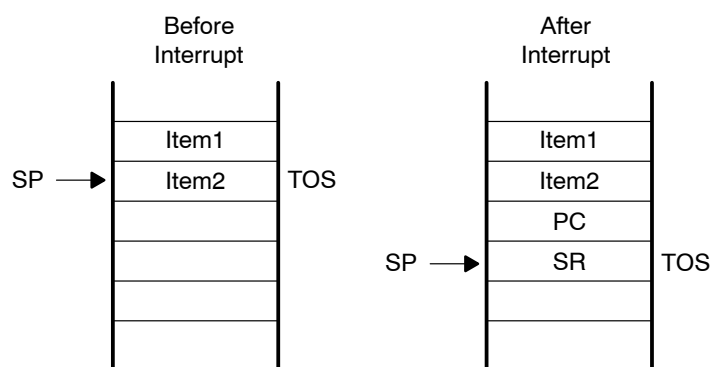 Before
Interrupt
Item1
SP
Item2
TOS
After
Interrupt
Item1
Item2
PC
SP
SR
TOS